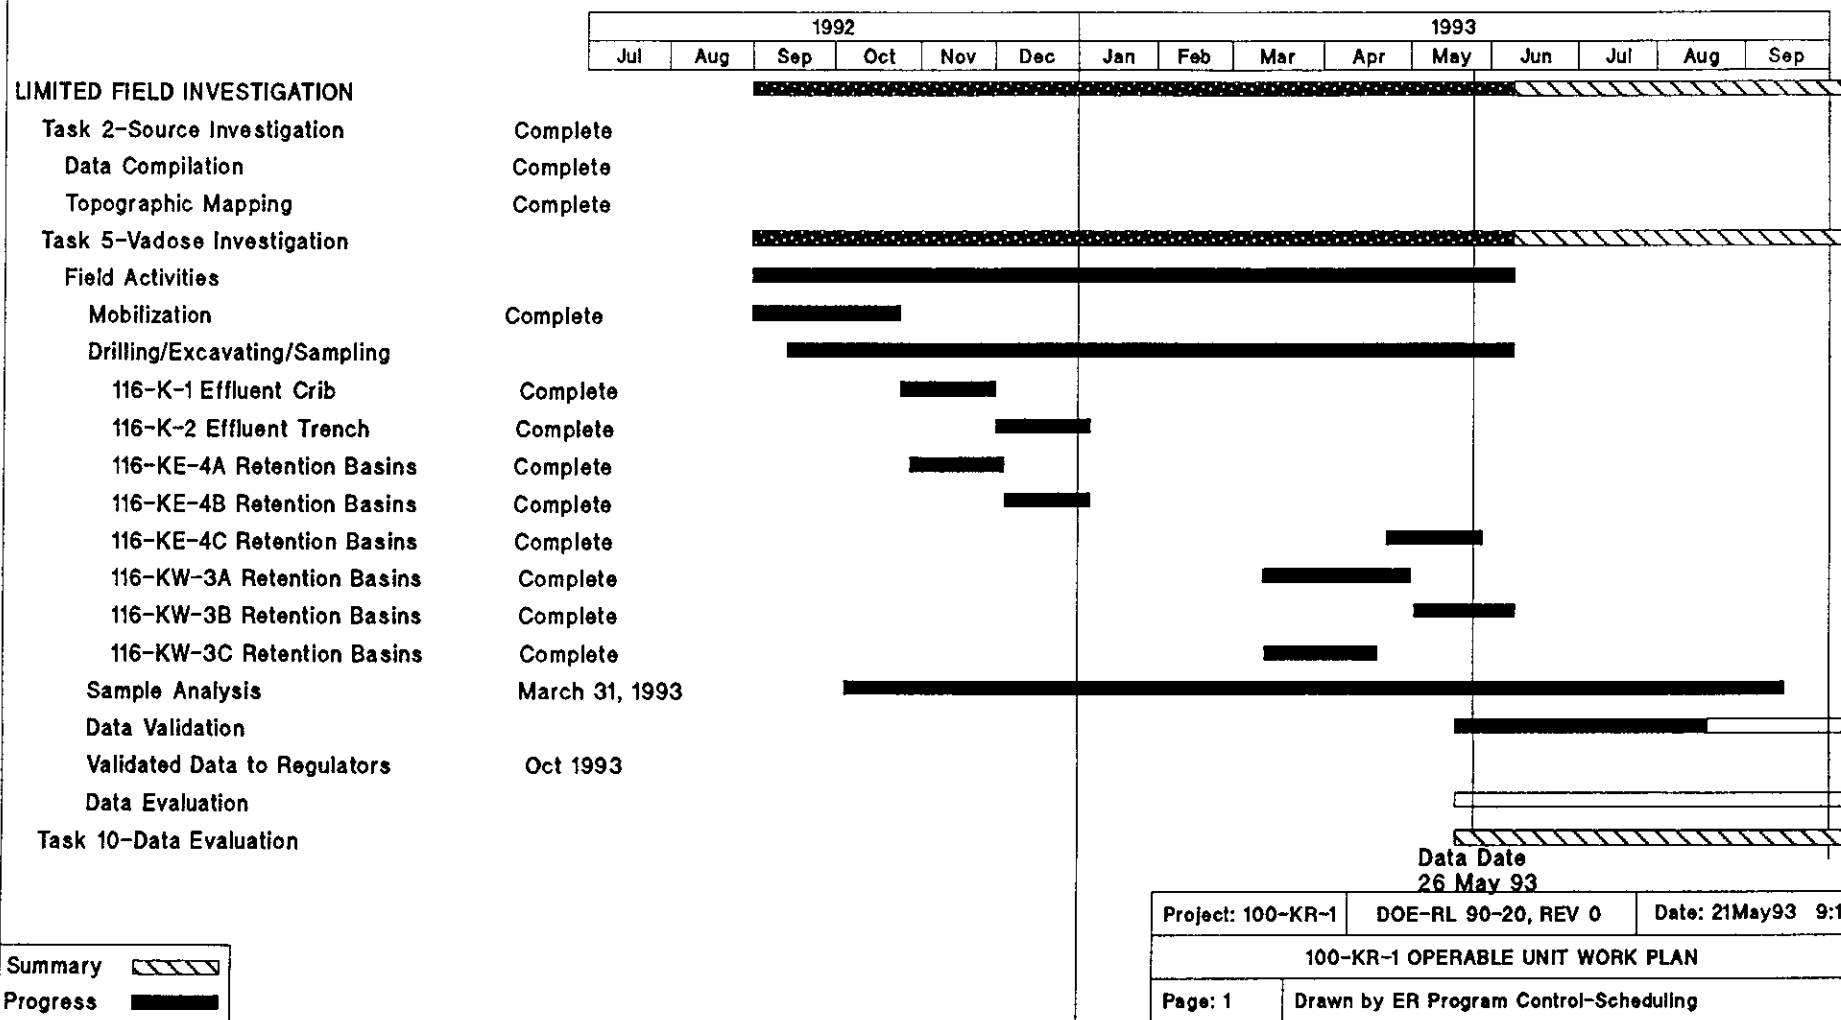 1992 1993
Jul Aug Sep Oct Nov Dec Jan Feb Mar Apr May Jun Jul Aug Sep
LIMITED FIELD INVESTIGATION
Task 2-Source Investigation Complete
Data Compilation Complete
Topographic Mapping Complete
Task 5-Vadose Investigation
Field Activities
Mobilization Complete
Drilling/Excavating/Sampling
116-K-1 Effluent Crib Complete
116-K-2 Effluent Trench Complete
116-KE-4A Retention Basins Complete
116-KE-4B Retention Basins Complete
116-KE-4C Retention Basins Complete
116-KW-3A Retention Basins Complete
116-KW-3B Retention Basins Complete
116-KW-3C Retention Basins Complete
Sample Analysis March 31, 1993
Data Validation
Validated Data to Regulators Oct 1993
Data Evaluation
Task 10-Data Evaluation
Data Date
26 May 93
Project: 100-KR-1 DOE-RL 90-20, REV 0 Date: 21May93 9:1
100-KR-1 OPERABLE UNIT WORK PLAN
Page: 1 Drawn by ER Program Control-Scheduling
Summary
Progress